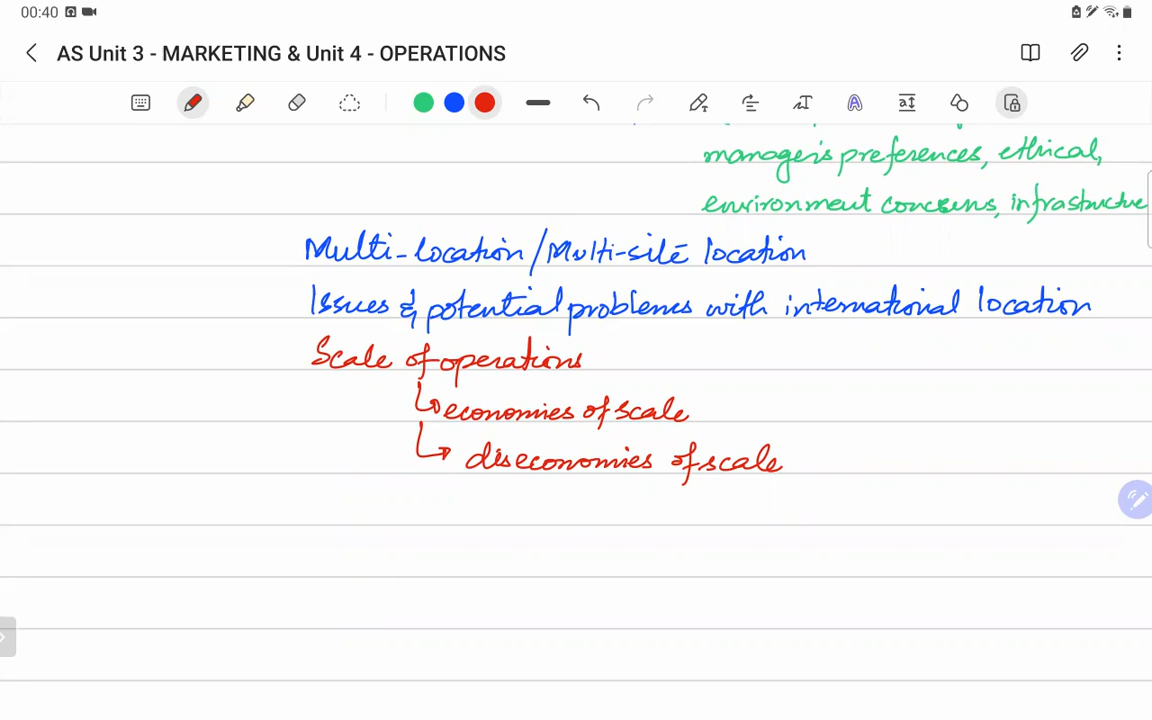 00:40
AS Unit 3 - MARKETING & Unit 4 - OPERATIONS
manager's preferences, ethical,
environment concerns, infrastructure
Multi-location/Multi-site location
Issues & potential problems with international location
Scale of operations
economies of scale
diseconomies of scale